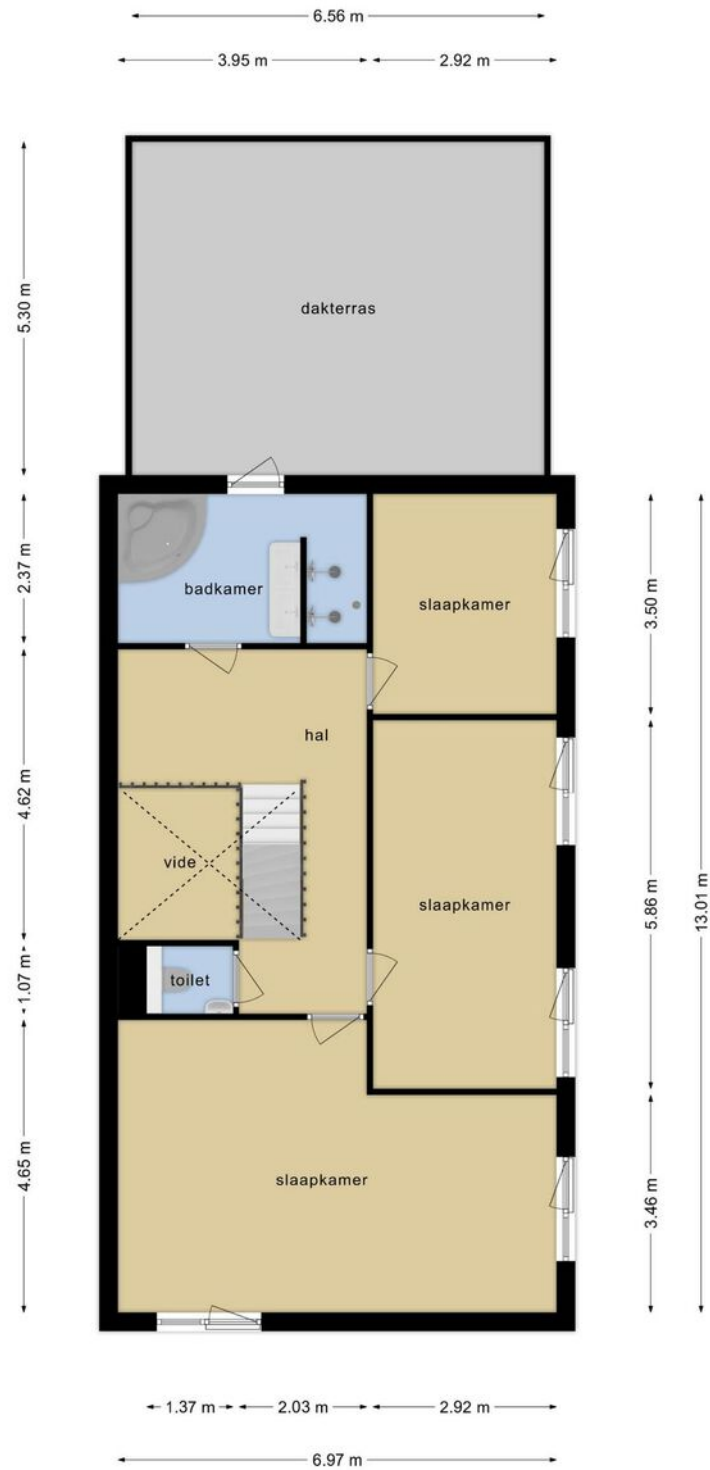 6.56 m
3.95 m
2.92 m
5.30 m
dakterras
2.37 m
badkamer
slaapkamer
3.50 m
hal
4.62 m
vide
slaapkamer
5.86 m
13.01 m
1.07 m
toilet
4.65 m
slaapkamer
3.46 m
1.37 m
2.03 m
2.92 m
6.97 m